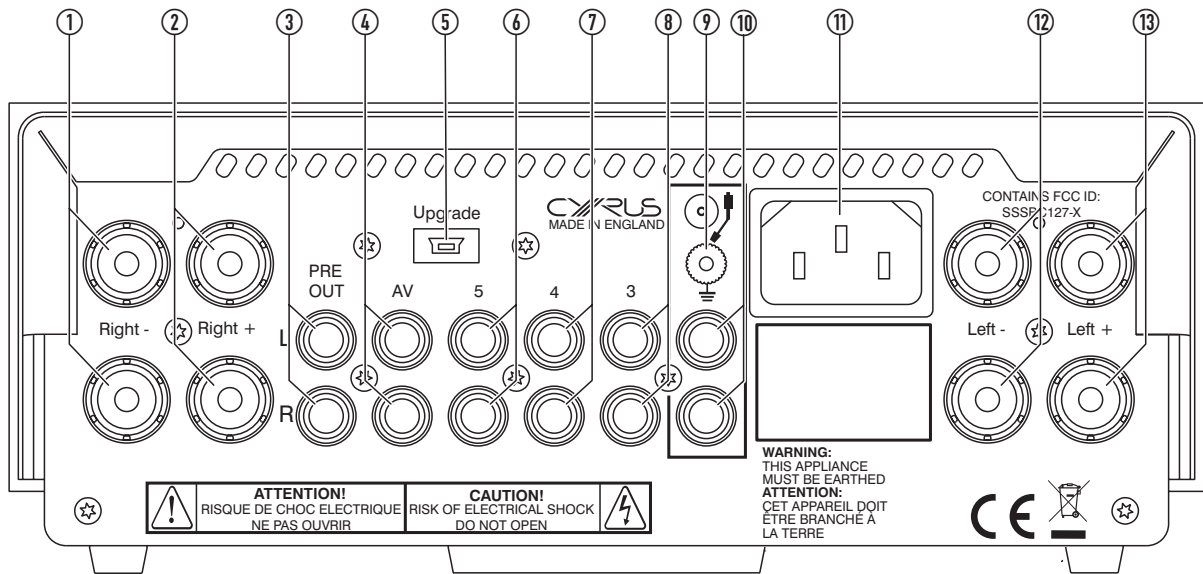 ① ② ③ ④ ⑤ ⑥ ⑦ ⑧ ⑨ ⑩ ⑪ ⑫ ⑬
CYRUS
MADE IN ENGLAND
Upgrade
CONTAINS FCC ID:
PRE
OUT
AV
5
4
3
Right -
Right +
L
R
Left -
Left +
ATTENTION!
RISQUE DE CHOC ELECTRIQUE
NE PAS OUVRIR
CAUTION!
RISK OF ELECTRICAL SHOCK
DO NOT OPEN
WARNING:
THIS APPLIANCE
MUST BE EARTHED
ATTENTION:
CET APPAREIL DOIT
ÊTRE BRANCHÉ À
LA TERRE
CE